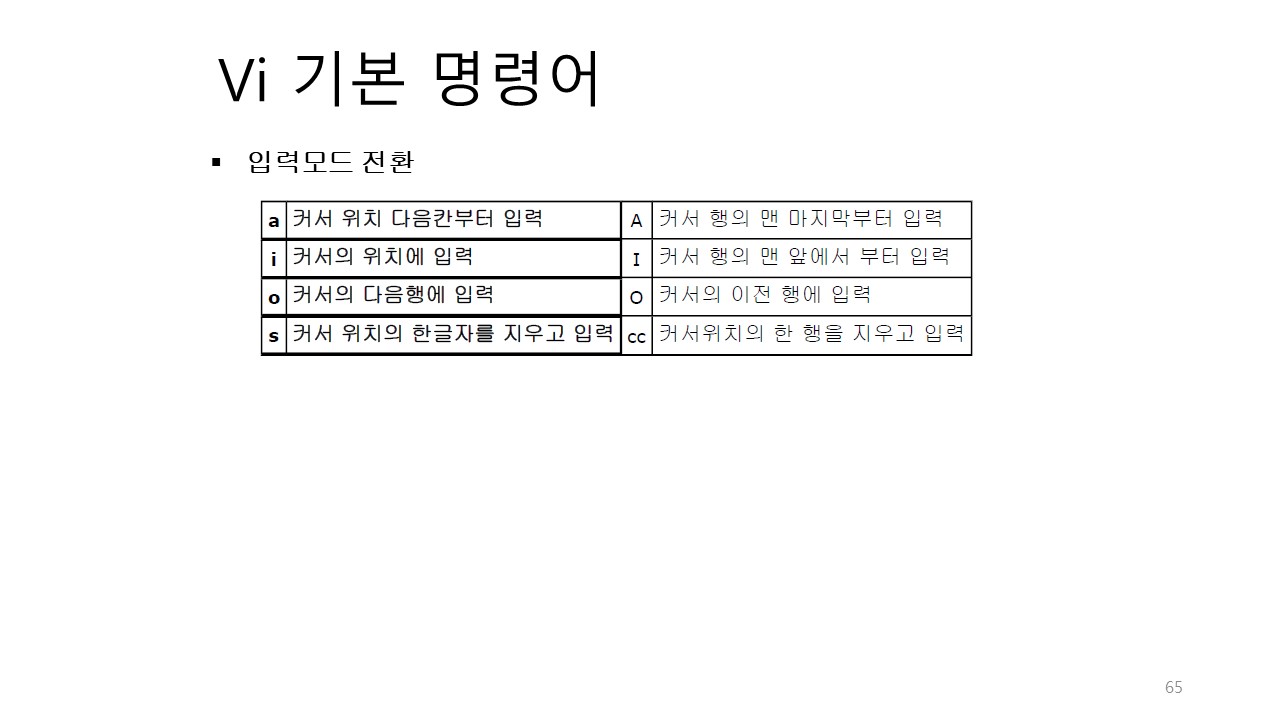 Vi 기본 명령어
▪ 입력모드 전환
a 커서 위치 다음칸부터 입력 A 커서 행의 맨 마지막부터 입력
i 커서의 위치에 입력 I 커서 행의 맨 앞에서 부터 입력
o 커서의 다음행에 입력 O 커서의 이전 행에 입력
s 커서 위치의 한글자를 지우고 입력 cc 커서위치의 한 행을 지우고 입력
65